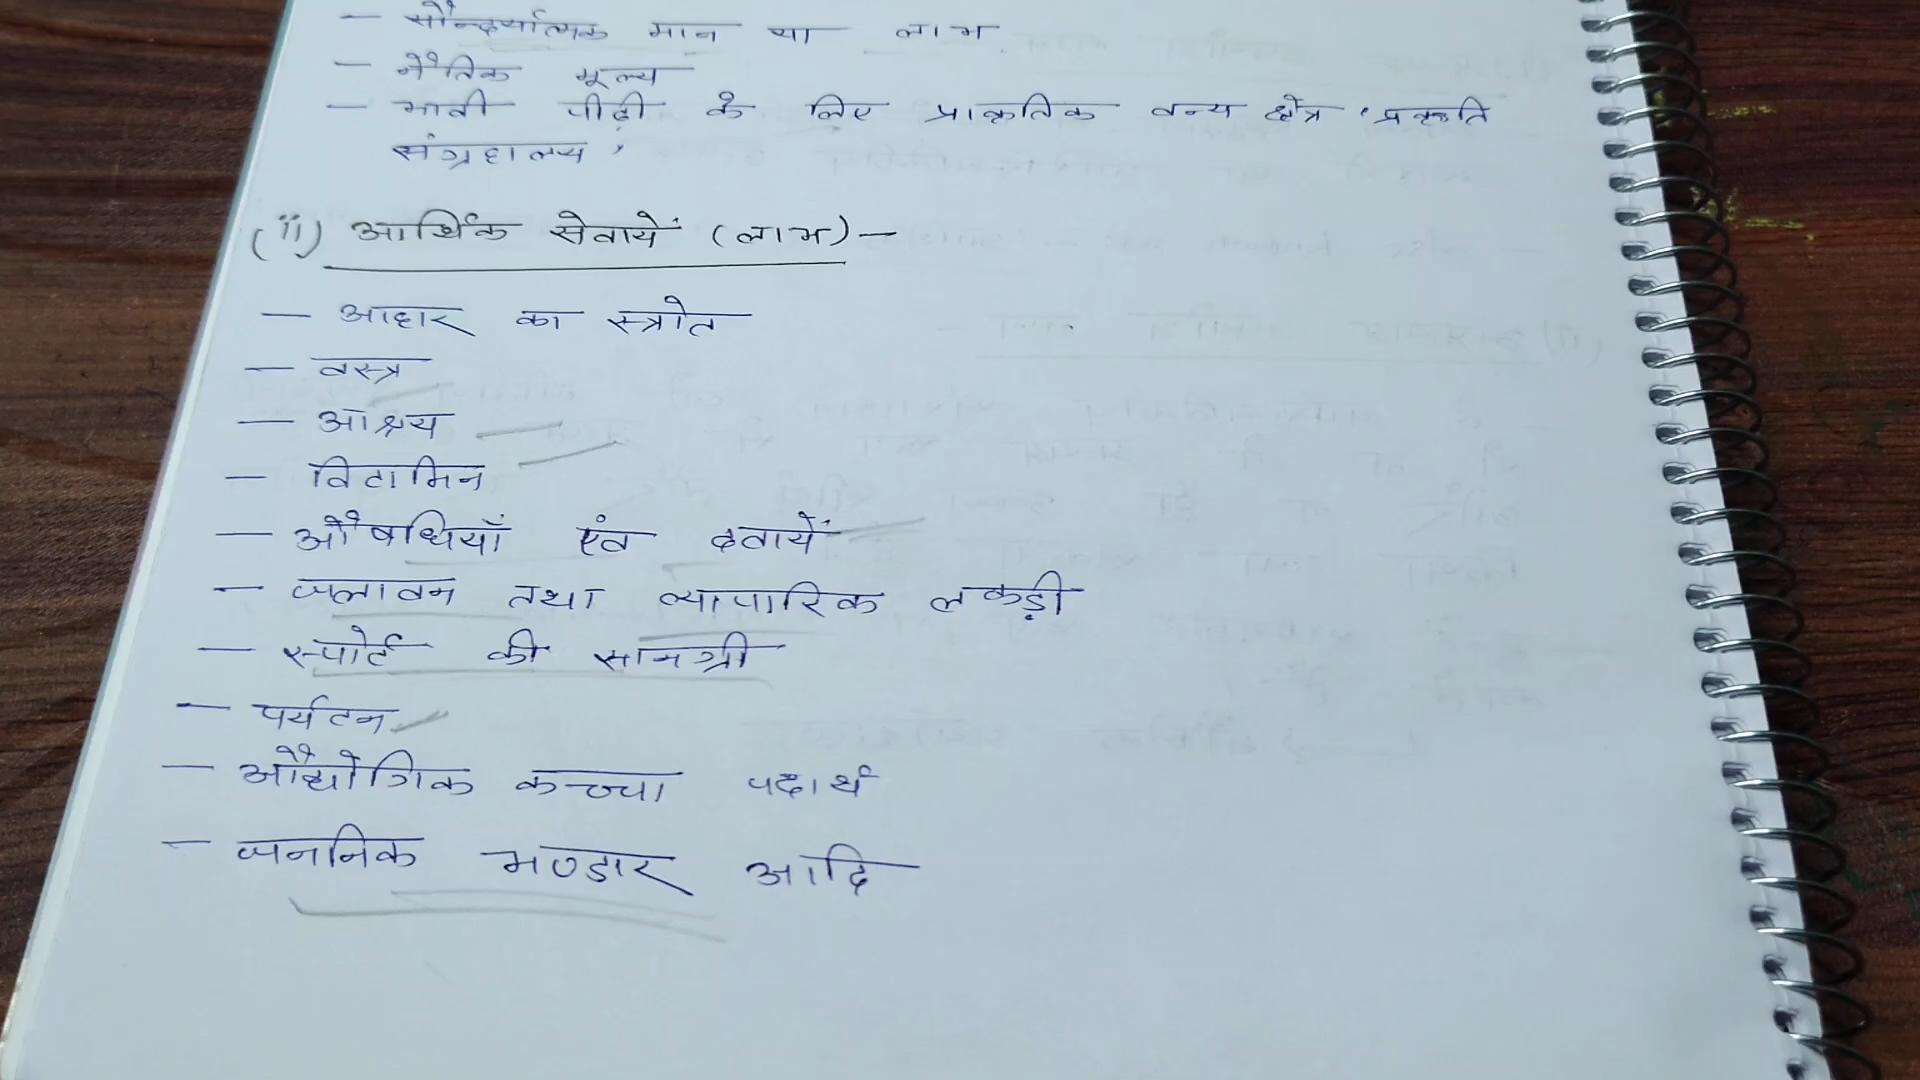 - सौन्दर्यात्मक मान या लाभ
- नैतिक मूल्य
- भावी पीढ़ी के लिए प्राकृतिक वन्य क्षेत्र 'प्रकृति
संग्रहालय'
(ii) आर्थिक सेवायें (लाभ) -
- आहार का स्त्रोत
- वस्त्र
- आश्रय
- विटामिन
- औषधियाँ एंव दवायें
- जलावन तथा व्यापारिक लकड़ी
- स्पोर्ट की सामग्री
- पर्यटन
- औद्योगिक कच्चा पदार्थ
- जननिक भण्डार आदि